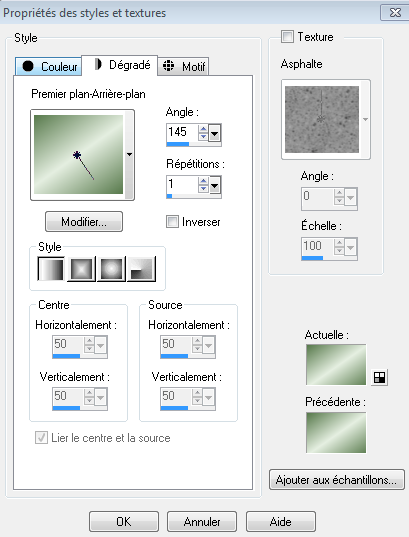 Propriétés des styles et textures
Style
Couleur
Dégradé
Motif
Premier plan-Arrière-plan
Angle :
145
Répétitions :
1
Modifier...
Inverser
Style
Centre
Horizontalement :
50
Verticalement :
50
Source
Horizontalement :
50
Verticalement :
50
Lier le centre et la source
Texture
Asphalte
Angle :
0
Échelle :
100
Actuelle :
Précédente :
Ajouter aux échantillons...
OK
Annuler
Aide